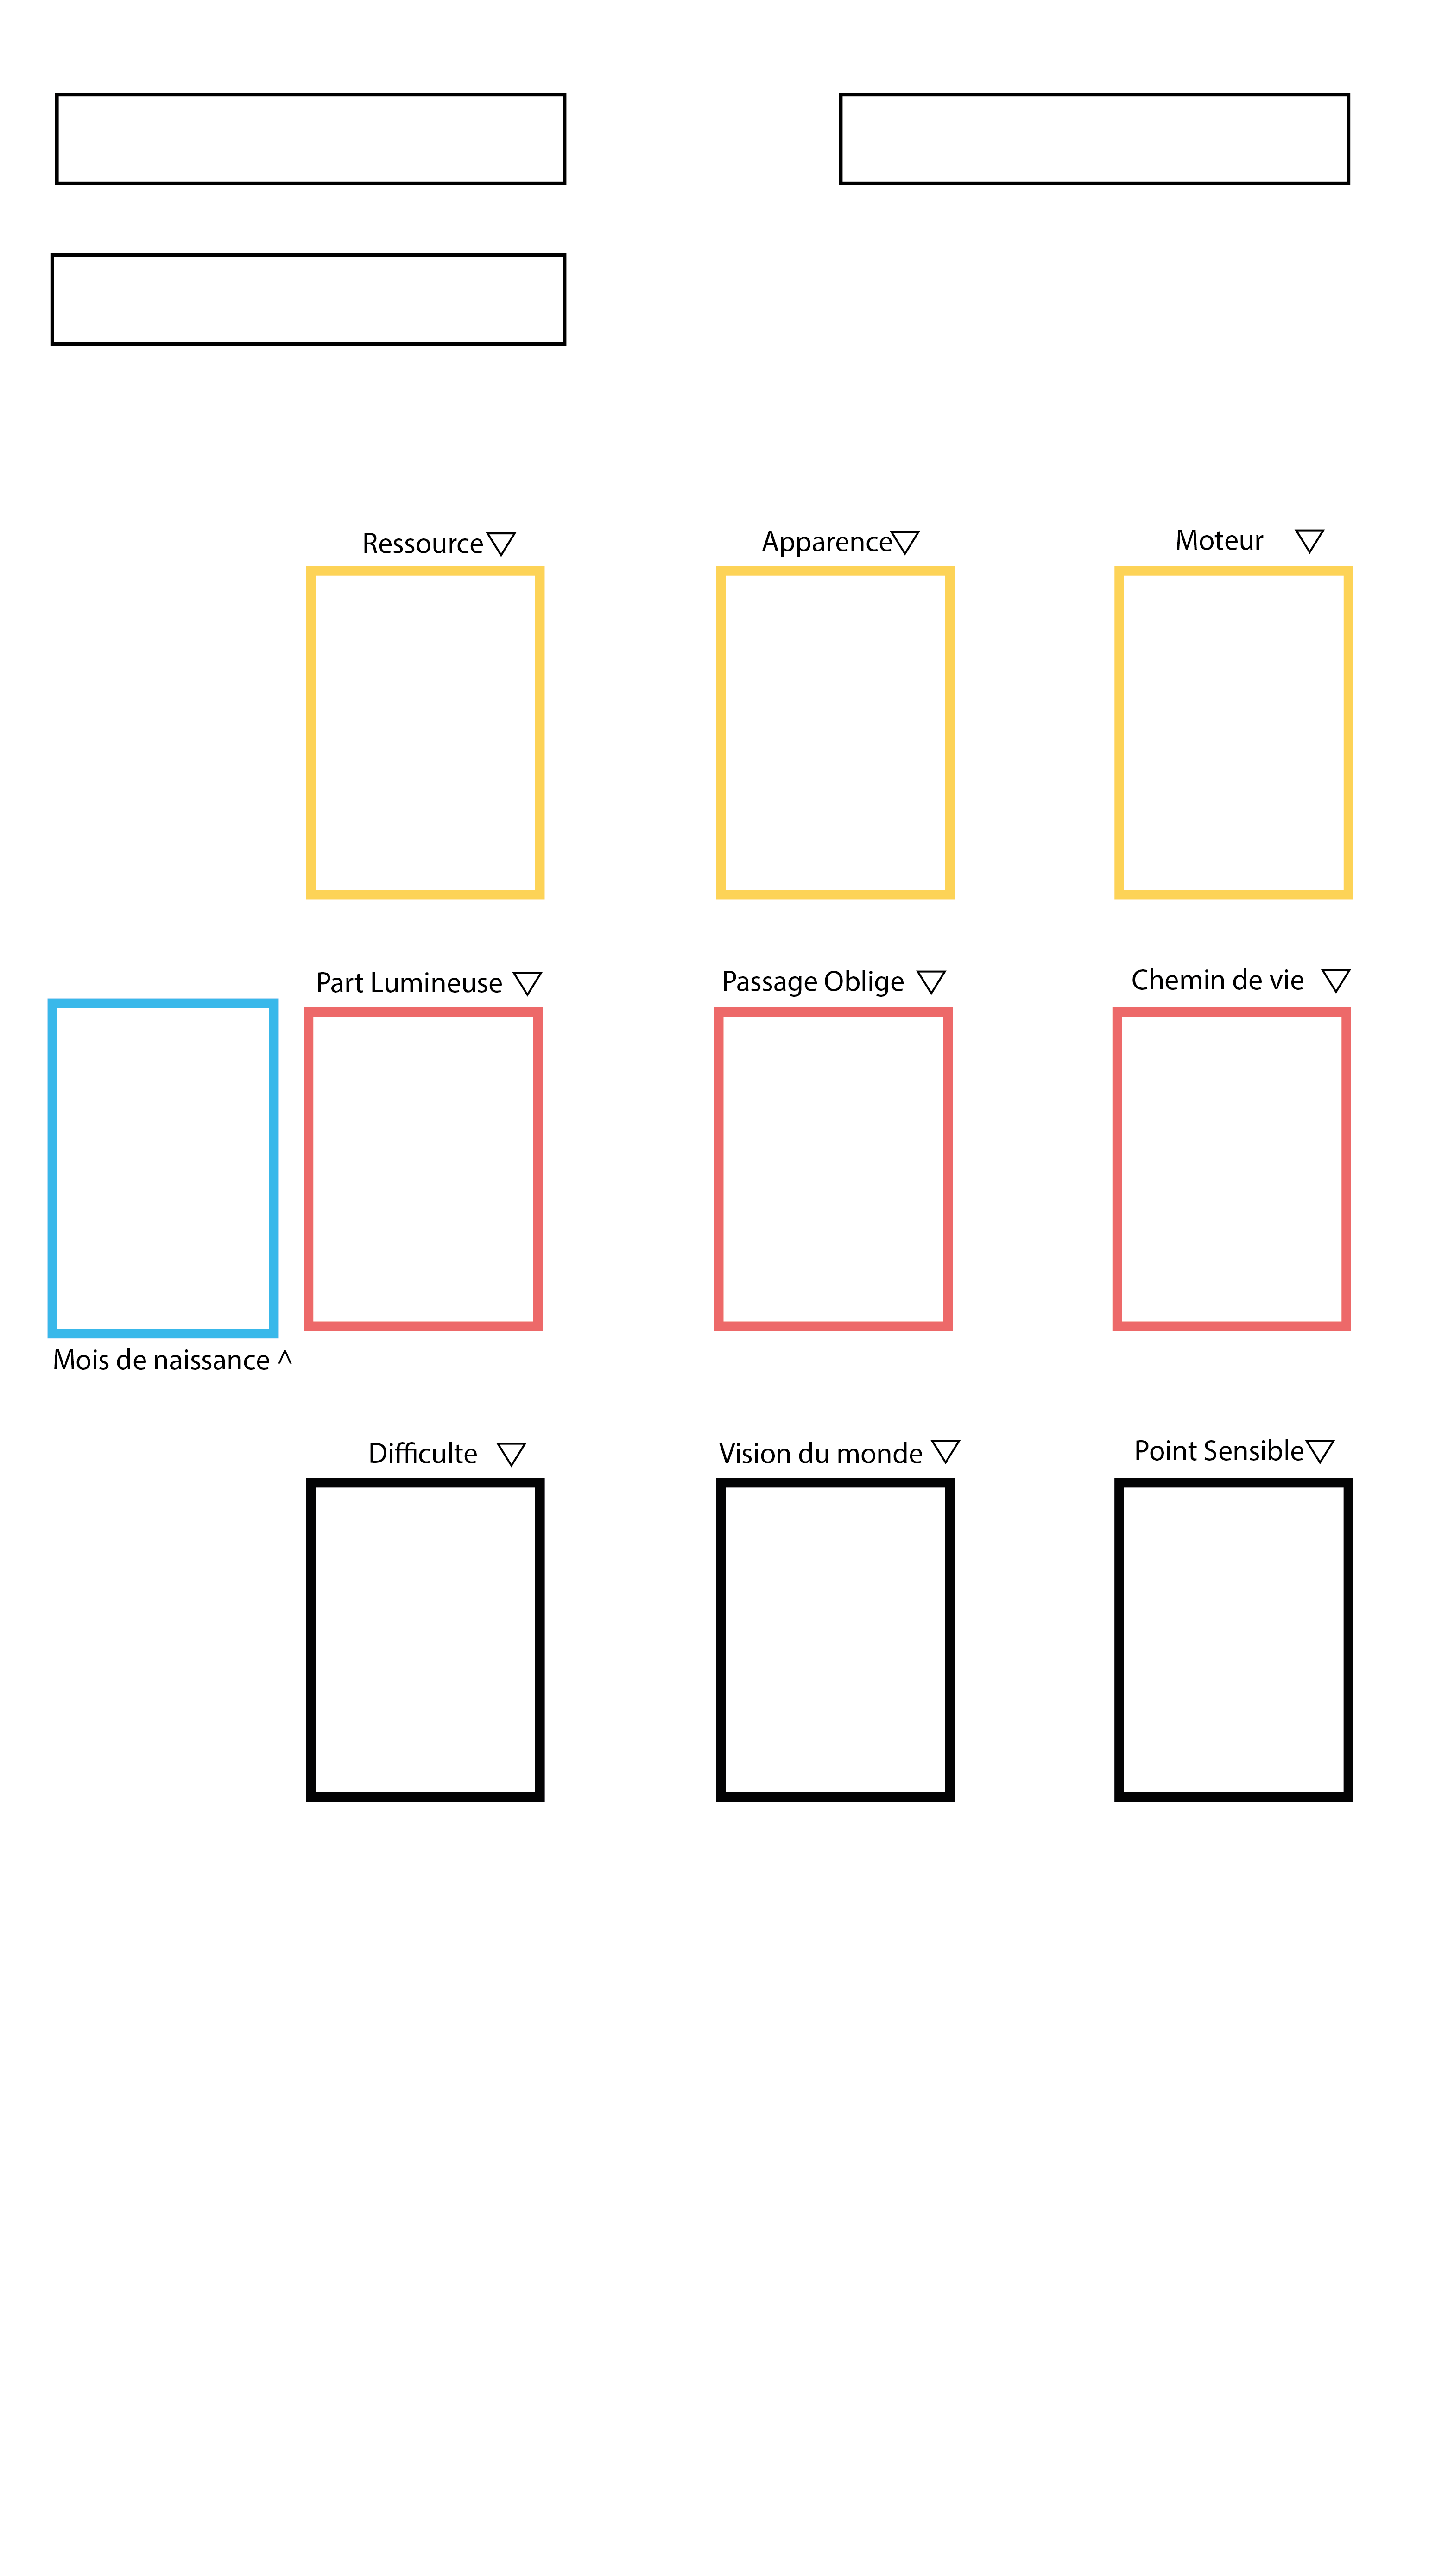 Ressource
Apparence
Moteur
Part Lumineuse
Passage Oblige
Chemin de vie
Mois de naissance ^
Difficulte
Vision du monde
Point Sensible